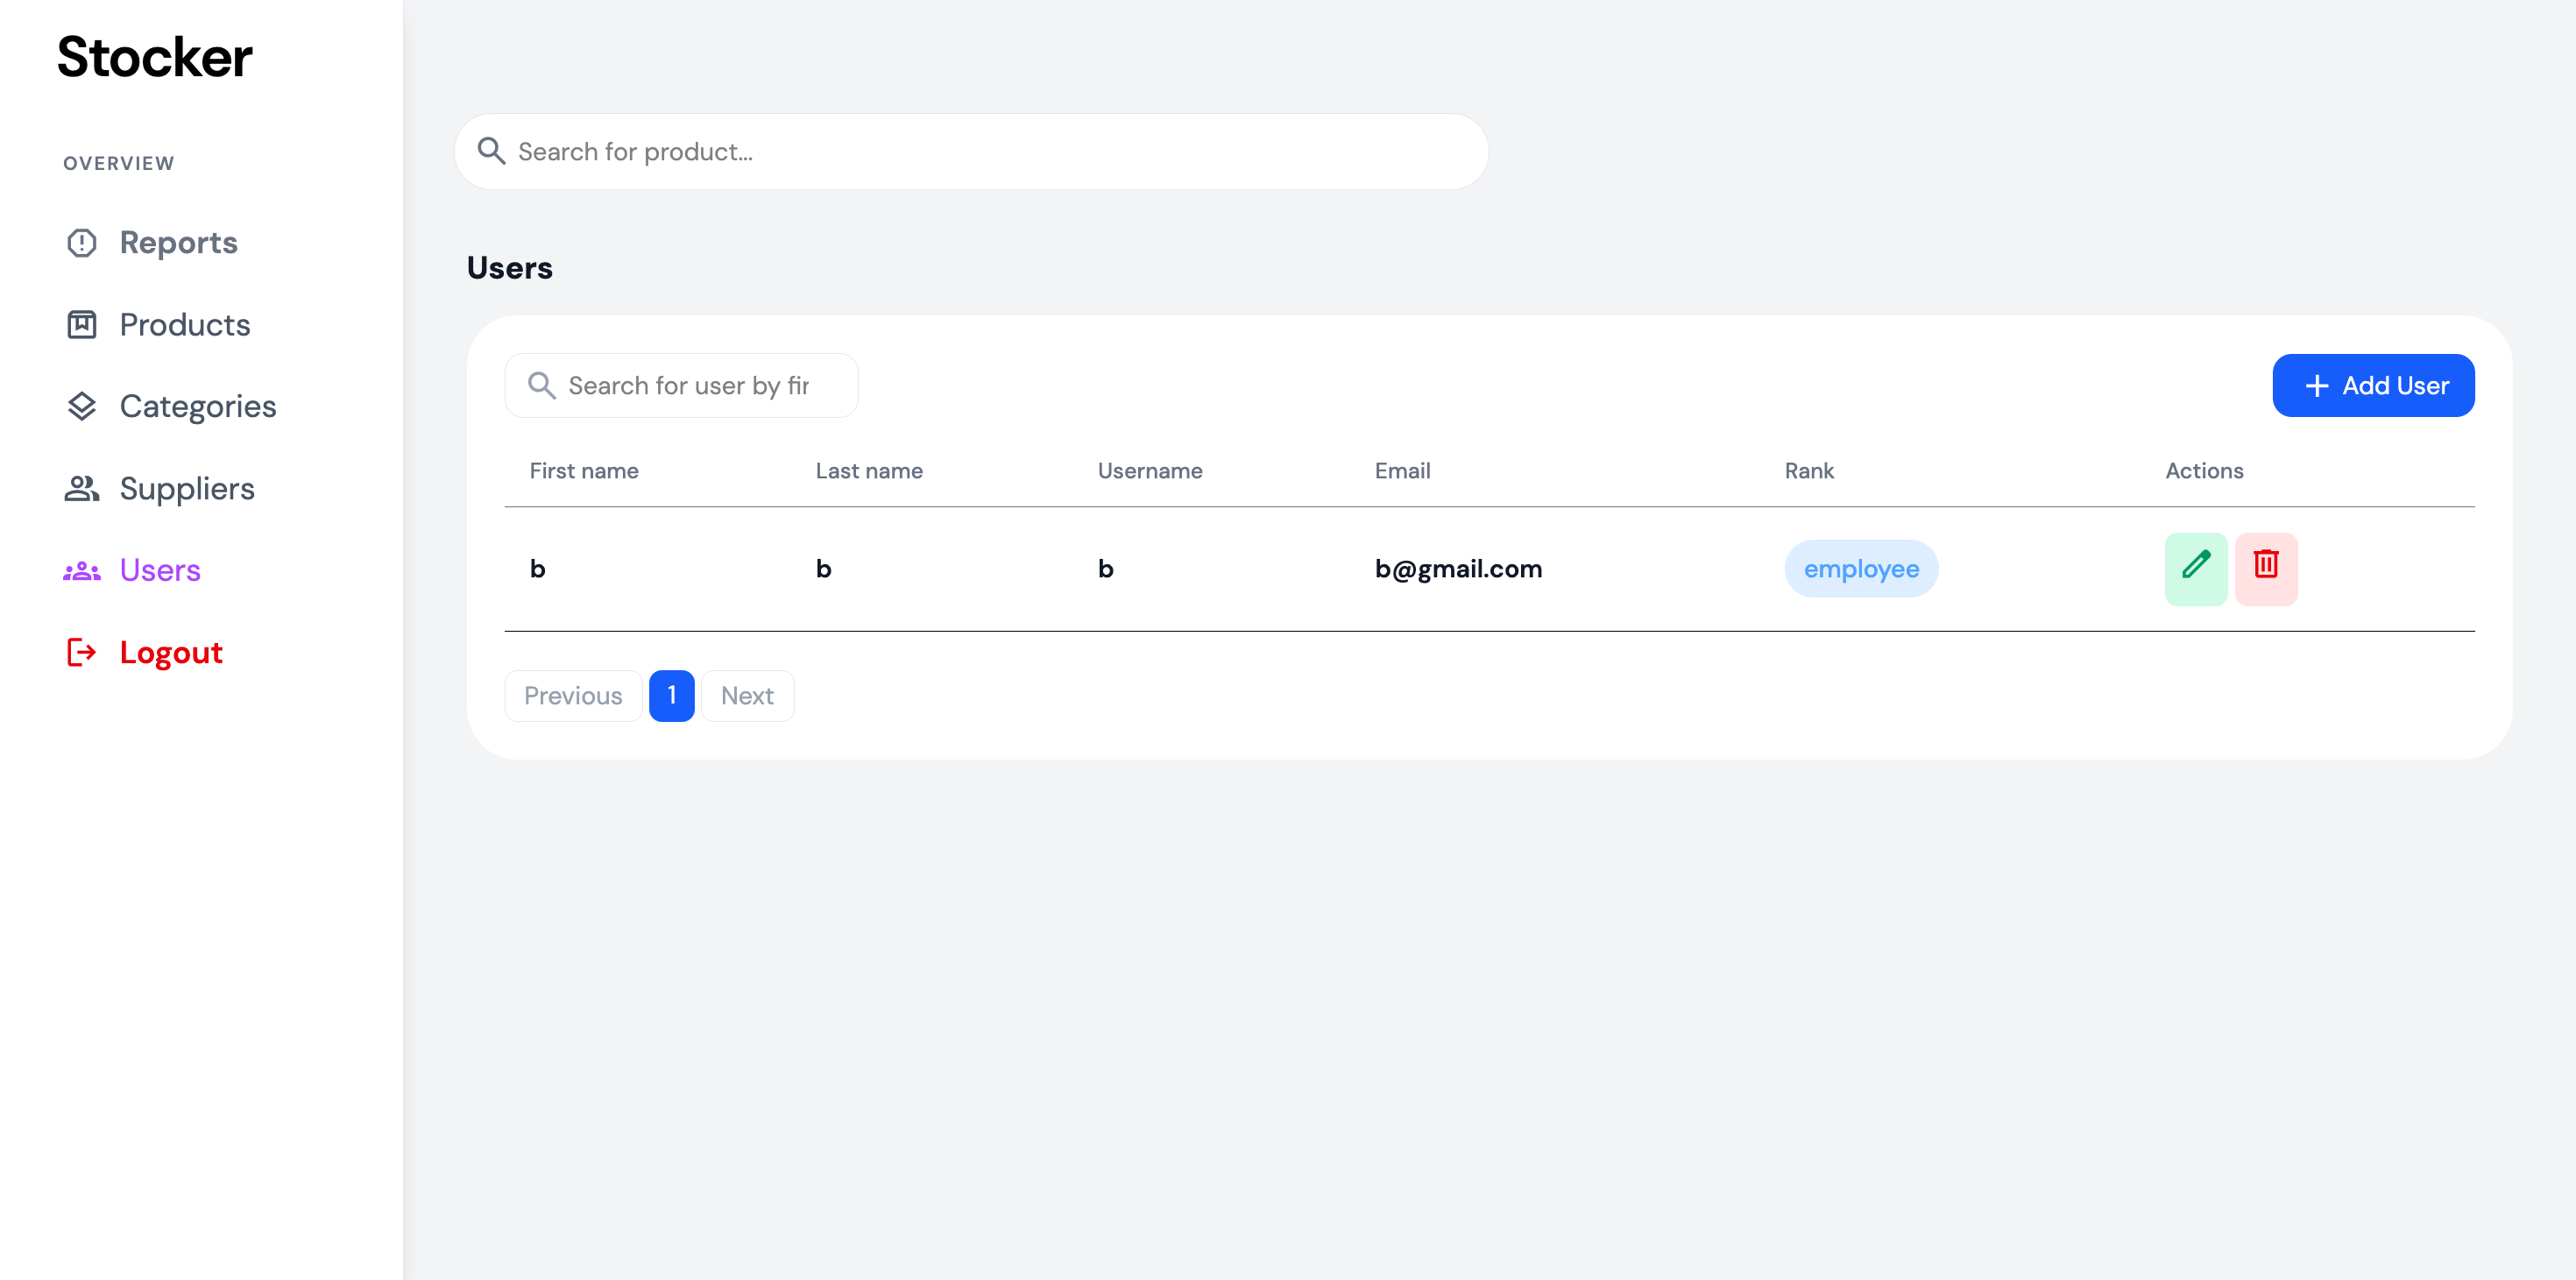 Stocker
OVERVIEW
Reports
Products
Categories
Suppliers
Users
Logout
Search for product...
Users
Search for user by fir
Add User
First name Last name Username Email Rank Actions
b b b b@gmail.com employee
Previous 1 Next